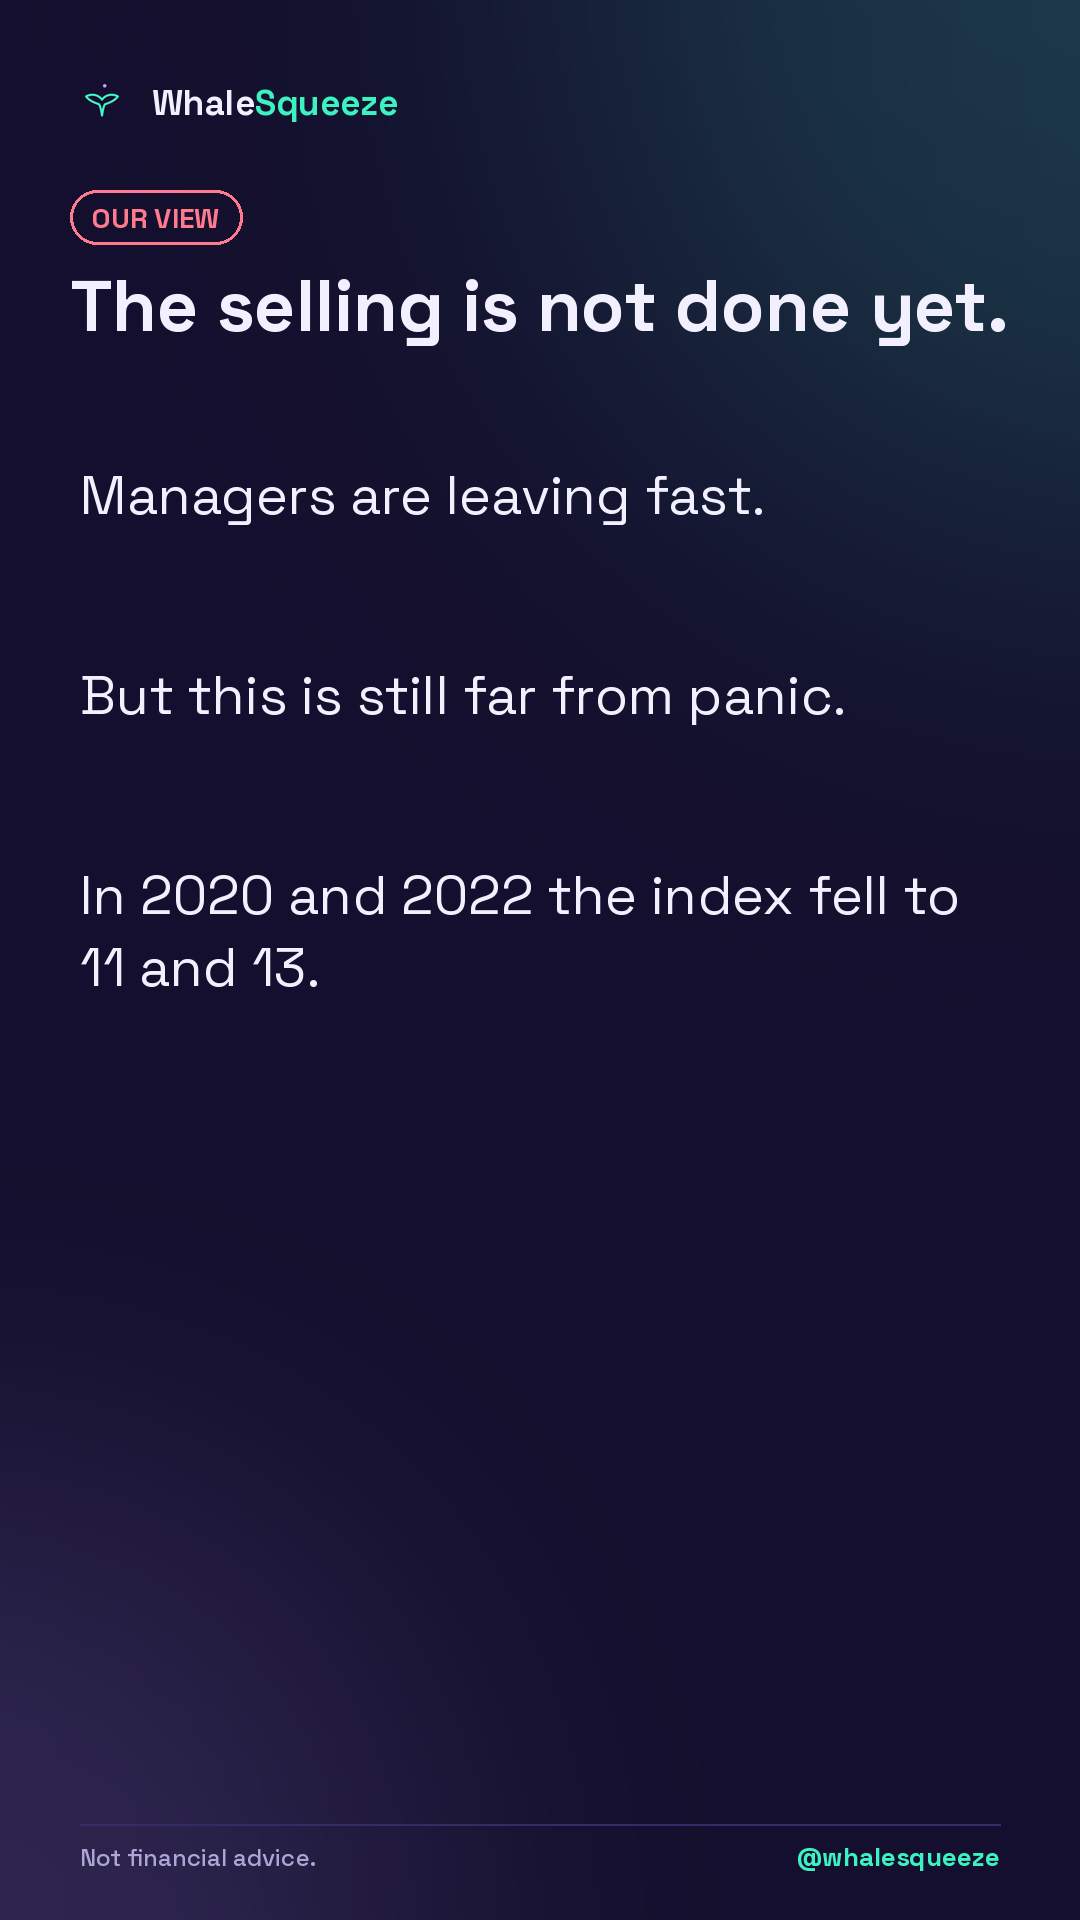 WhaleSqueeze
OUR VIEW
The selling is not done yet.
Managers are leaving fast.
But this is still far from panic.
In 2020 and 2022 the index fell to
11 and 13.
Not financial advice.
@whalesqueeze